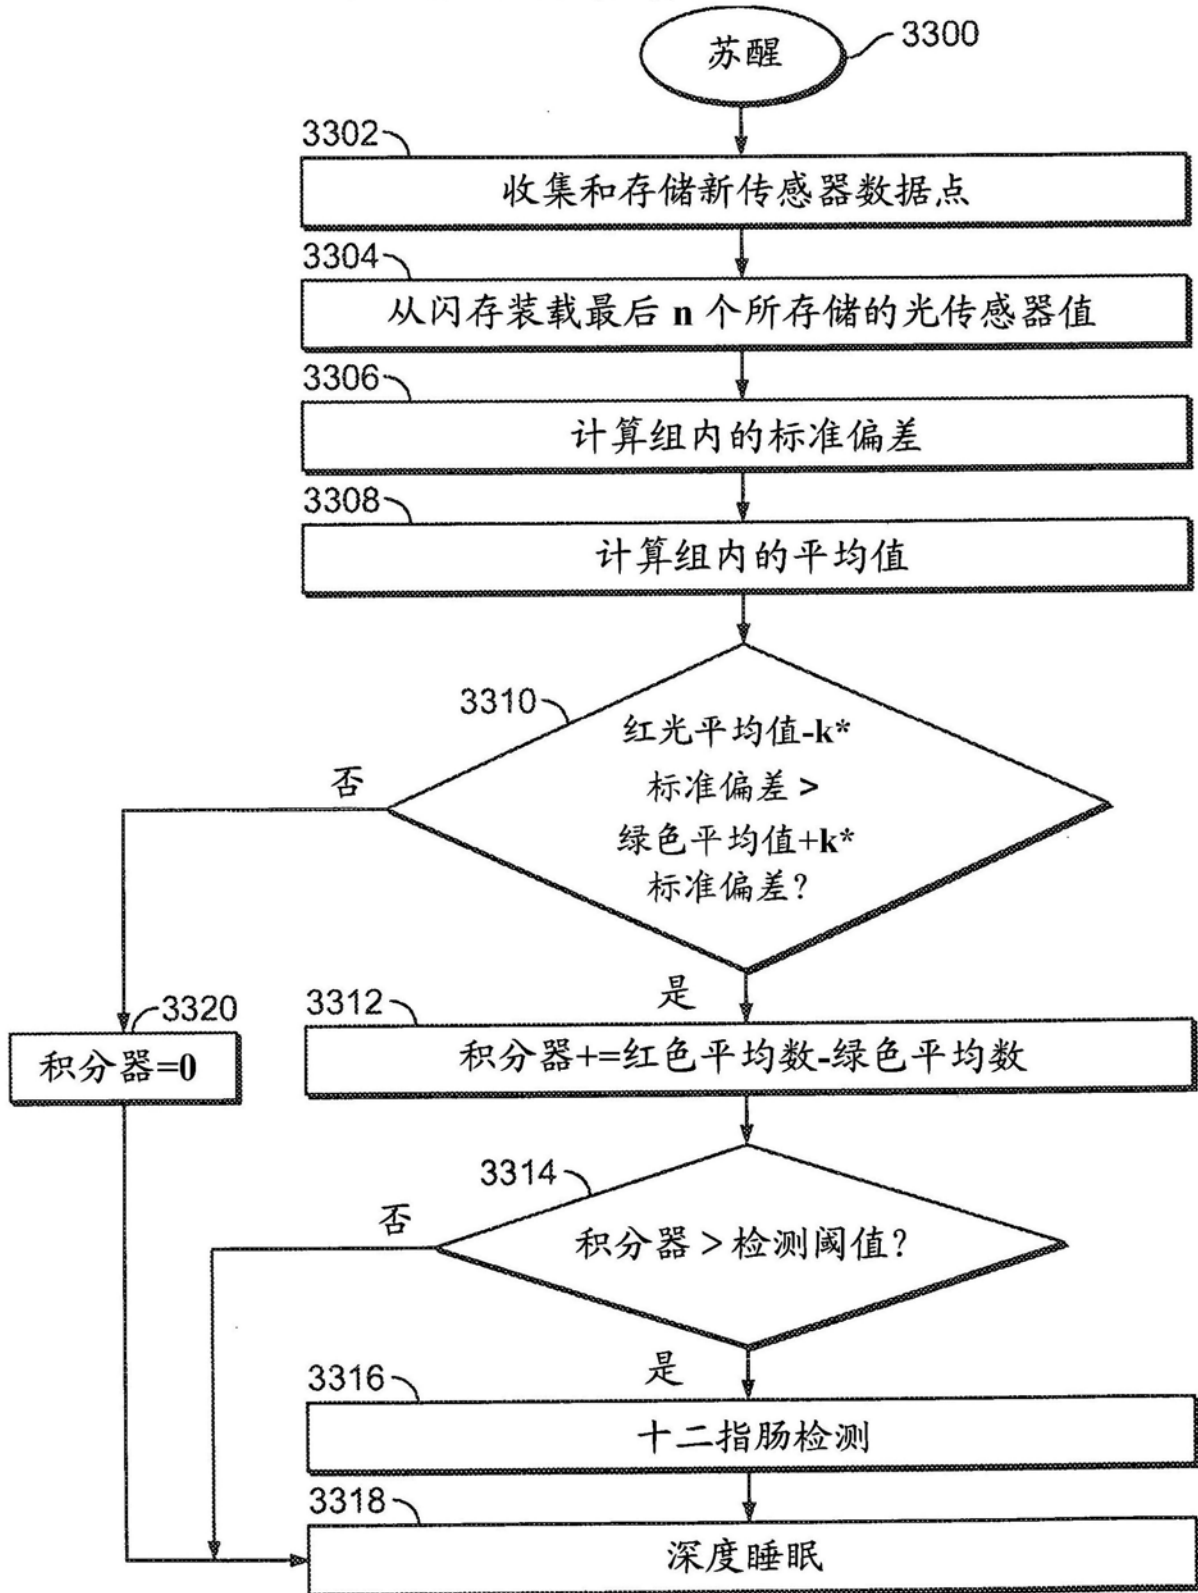 苏醒
3300
3302
收集和存储新传感器数据点
3304
从闪存装载最后 n 个所存储的光传感器值
3306
计算组内的标准偏差
3308
计算组内的平均值
3310
红光平均值-k*
标准偏差 >
绿色平均值+k*
标准偏差?
否
是
3320
积分器=0
3312
积分器+=红色平均数-绿色平均数
3314
积分器 > 检测阈值?
否
是
3316
十二指肠检测
3318
深度睡眠